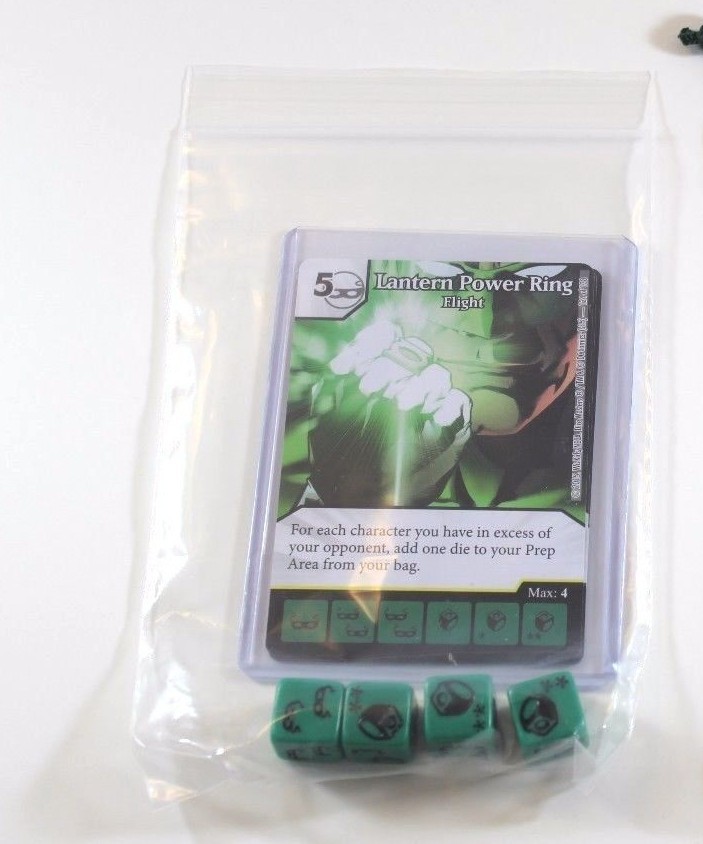 5
Lantern Power Ring
Flight
For each character you have in excess of
your opponent, add one die to your Prep
Area from your bag.
Max: 4